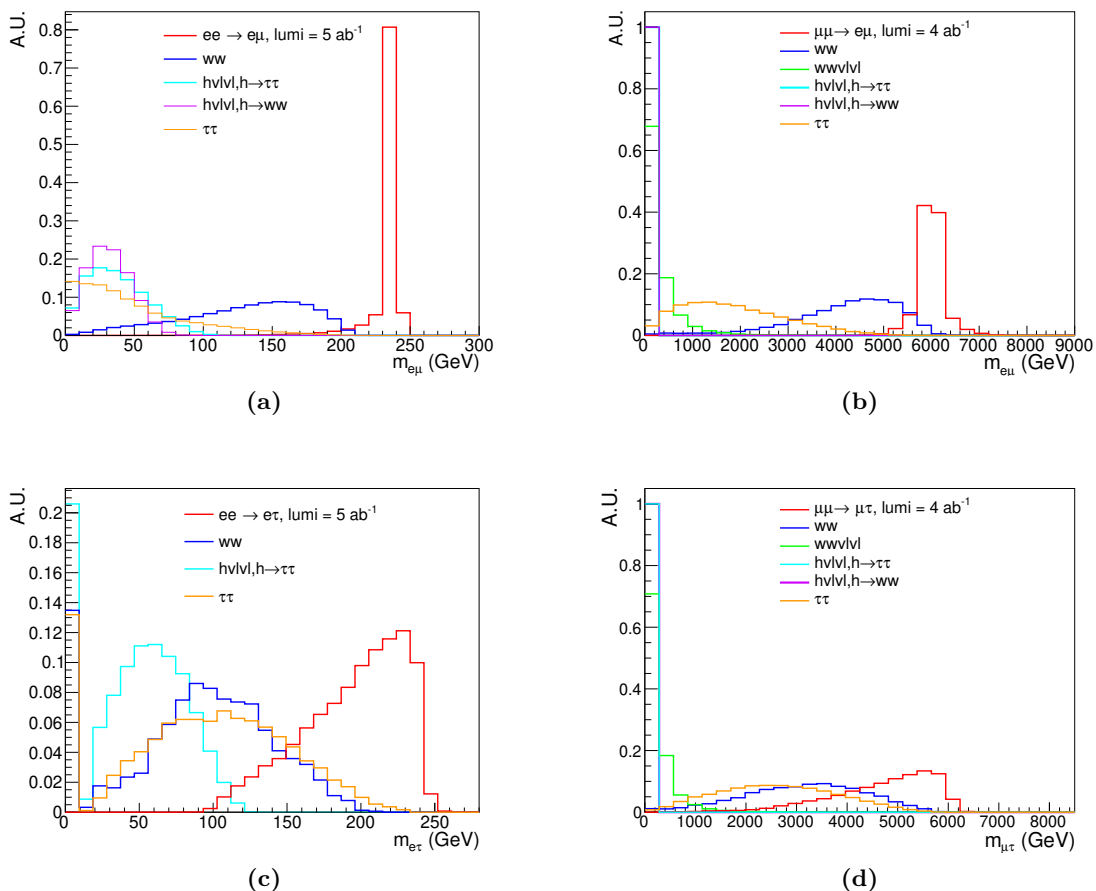 A.U.
0.8
0.7
0.6
0.5
0.4
0.3
0.2
0.1
0
ee → eμ, lumi = 5 ab⁻¹
ww
hvlvl,h→ττ
hvlvl,h→ww
ττ
0 50 100 150 200 250 300
m_eμ (GeV)
(a)
A.U.
1
0.8
0.6
0.4
0.2
0
μμ→ eμ, lumi = 4 ab⁻¹
ww
wwvlvl
hvlvl,h→ττ
hvlvl,h→ww
ττ
0 1000 2000 3000 4000 5000 6000 7000 8000 9000
m_eμ (GeV)
(b)
A.U.
0.2
0.18
0.16
0.14
0.12
0.1
0.08
0.06
0.04
0.02
0
ee → eτ, lumi = 5 ab⁻¹
ww
hvlvl,h→ττ
ττ
0 50 100 150 200 250
m_eτ (GeV)
(c)
A.U.
1
0.8
0.6
0.4
0.2
0
μμ→ μτ, lumi = 4 ab⁻¹
ww
wwvlvl
hvlvl,h→ττ
hvlvl,h→ww
ττ
0 1000 2000 3000 4000 5000 6000 7000 8000
m_μτ (GeV)
(d)